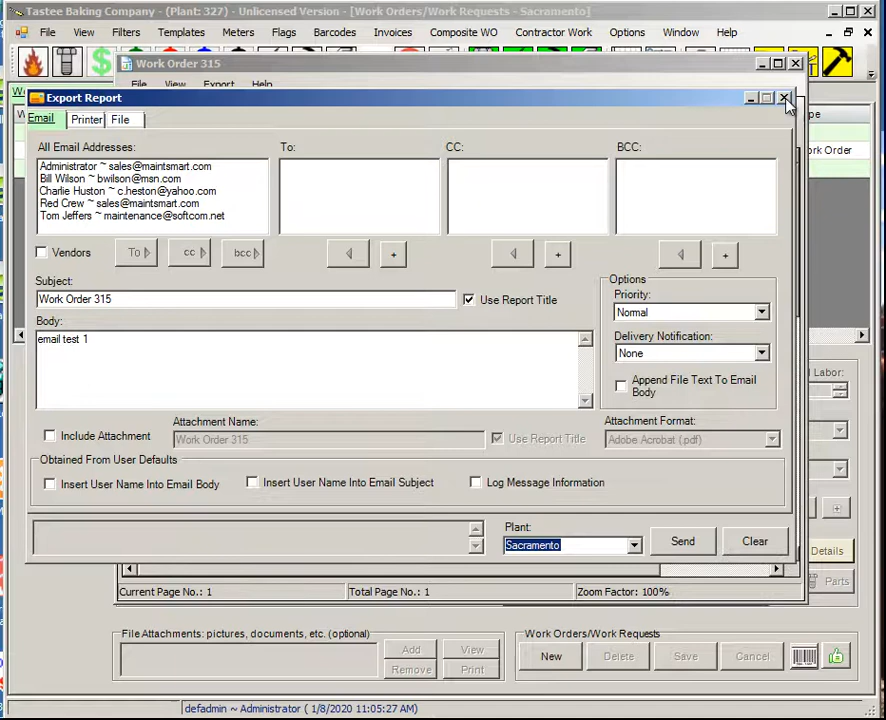 Tastee Baking Company - (Plant: 327) - Unlicensed Version - [Work Orders/Work Requests - Sacramento]
File View Filters Templates Meters Flags Barcodes Invoices Composite WO Contractor Work Options Window Help
Work Order 315
File View Export Help
Export Report
Email Printer File
All Email Addresses: To: CC: BCC:
Administrator ~ sales@maintsmart.com
Bill Wilson ~ bwilson@msn.com
Charlie Huston ~ c.heston@yahoo.com
Red Crew ~ sales@maintsmart.com
Tom Jeffers ~ maintenance@softcom.net
Vendors To cc bcc + + +
Subject:
Work Order 315
Use Report Title
Options
Priority:
Normal
Body:
email test 1
Delivery Notification:
None
Append File Text To Email
Body
Include Attachment
Attachment Name:
Work Order 315
Use Report Title
Attachment Format:
Adobe Acrobat (.pdf)
Obtained From User Defaults
Insert User Name Into Email Body Insert User Name Into Email Subject Log Message Information
Plant:
Sacramento
Send Clear
Current Page No.: 1 Total Page No.: 1 Zoom Factor: 100%
rk Order
Labor:
Details
Parts
File Attachments: pictures, documents, etc. (optional)
Add View
Remove Print
Work Orders/Work Requests
New Delete Save Cancel
defadmin ~ Administrator ( 1/8/2020 11:05:27 AM)